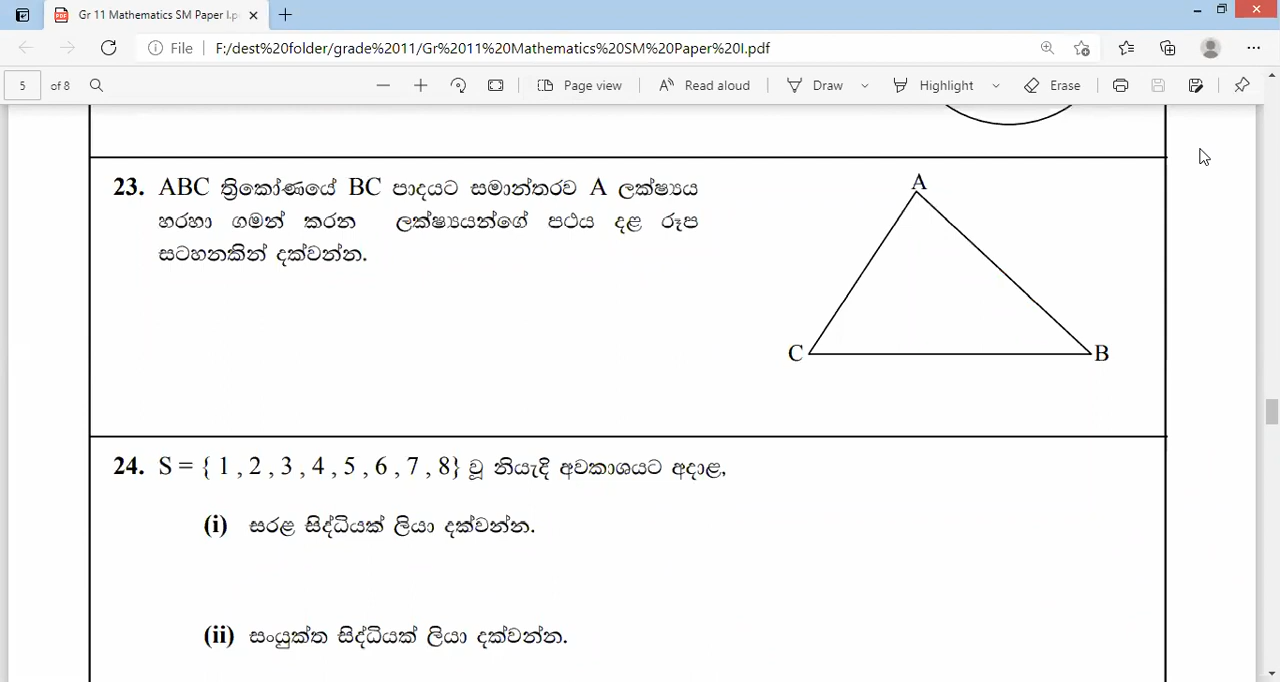 Gr 11 Mathematics SM Paper I.p
File F:/dest%20folder/grade%2011/Gr%2011%20Mathematics%20SM%20Paper%20I.pdf
5 of 8 Page view Read aloud Draw Highlight Erase
23. ABC ත්‍රිකෝණයේ BC පාදයට සමාන්තරව A ලක්ෂ්‍යය
හරහා ගමන් කරන ලක්ෂ්‍යයන්ගේ පථය දළ රූප
සටහනකින් දක්වන්න.
A
C B
24. S = { 1 , 2 , 3 , 4 , 5 , 6 , 7 , 8} වූ නියැදි අවකාශයට අදාළ,
(i) සරළ සිද්ධියක් ලියා දක්වන්න.
(ii) සංයුක්ත සිද්ධියක් ලියා දක්වන්න.